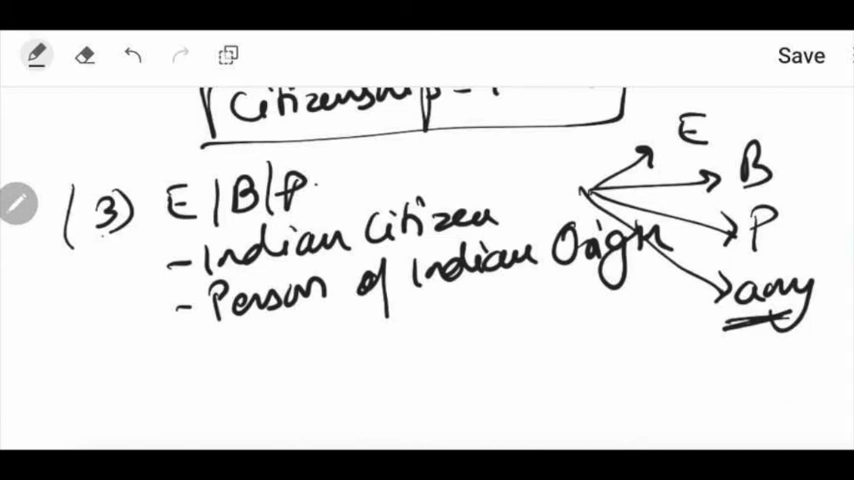 Save
Citizenship -
E
B
(3) E/B/P.
P
- Indian Citizen
- Person of Indian Origin
any